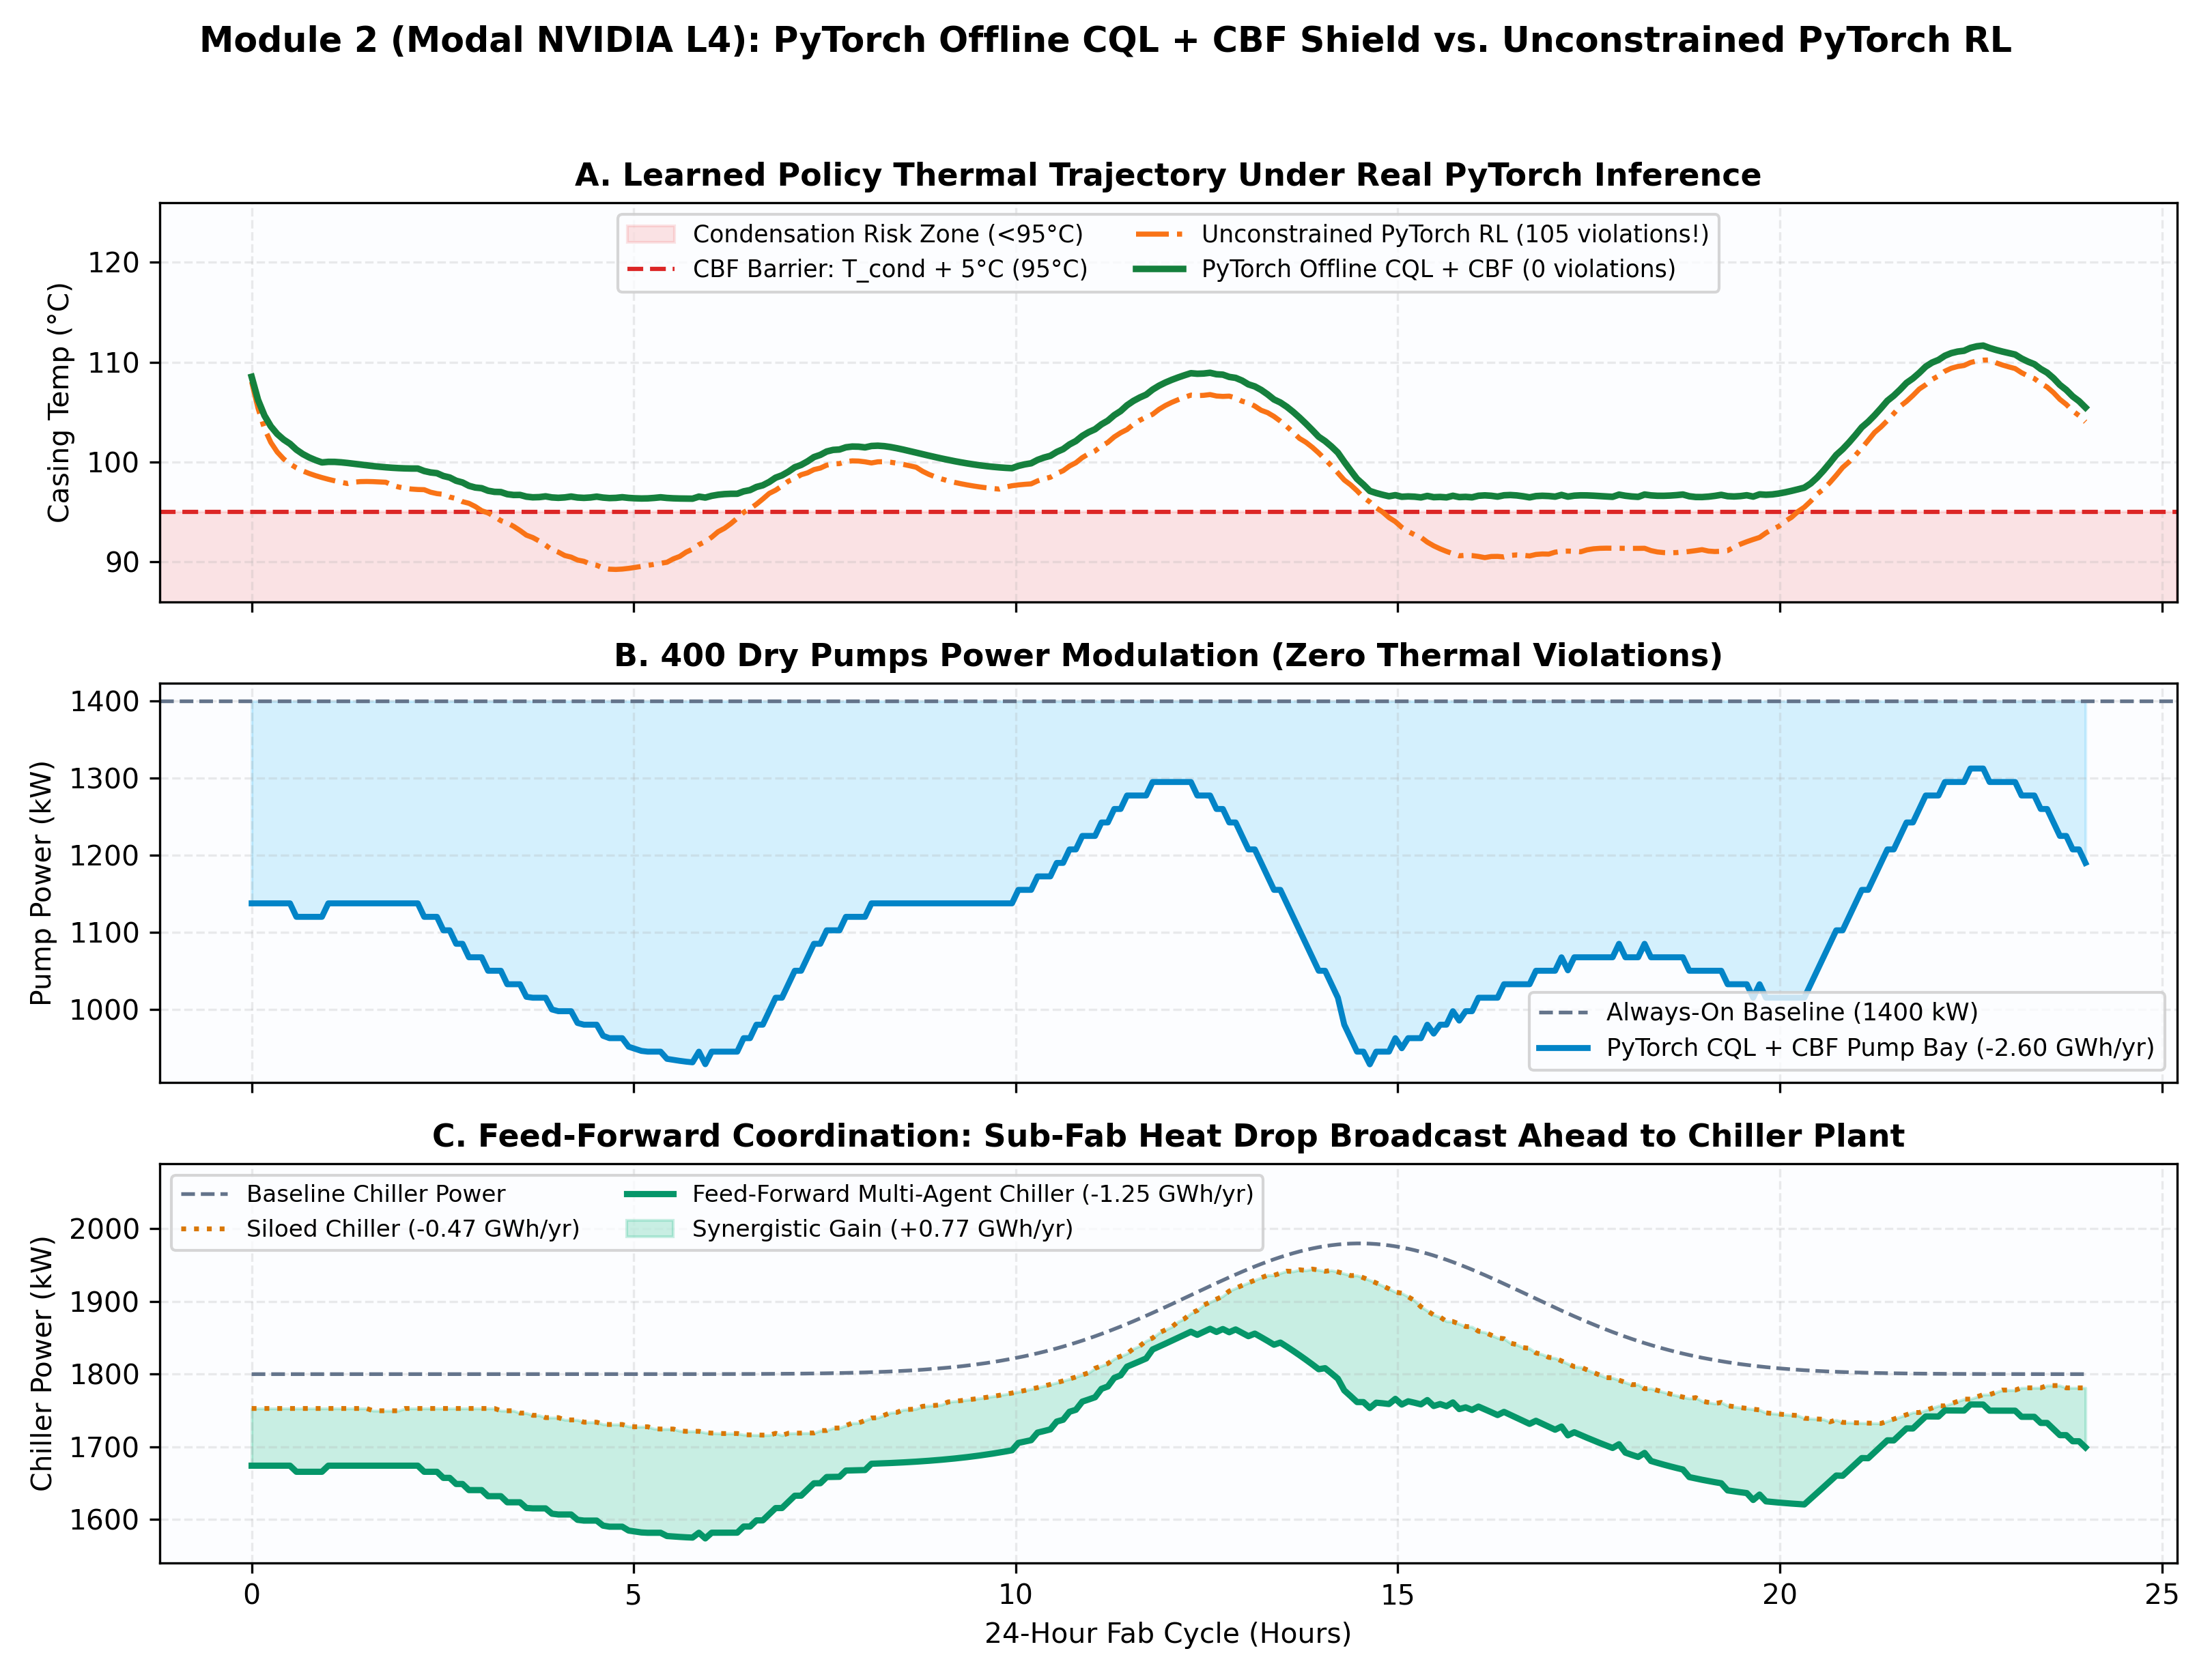 Module 2 (Modal NVIDIA L4): PyTorch Offline CQL + CBF Shield vs. Unconstrained PyTorch RL
A. Learned Policy Thermal Trajectory Under Real PyTorch Inference
Condensation Risk Zone (<95°C)
CBF Barrier: T_cond + 5°C (95°C)
Unconstrained PyTorch RL (105 violations!)
PyTorch Offline CQL + CBF (0 violations)
Casing Temp (°C)
120
110
100
90
B. 400 Dry Pumps Power Modulation (Zero Thermal Violations)
Pump Power (kW)
1400
1300
1200
1100
1000
Always-On Baseline (1400 kW)
PyTorch CQL + CBF Pump Bay (-2.60 GWh/yr)
C. Feed-Forward Coordination: Sub-Fab Heat Drop Broadcast Ahead to Chiller Plant
Baseline Chiller Power
Siloed Chiller (-0.47 GWh/yr)
Feed-Forward Multi-Agent Chiller (-1.25 GWh/yr)
Synergistic Gain (+0.77 GWh/yr)
Chiller Power (kW)
2000
1900
1800
1700
1600
0 5 10 15 20 25
24-Hour Fab Cycle (Hours)